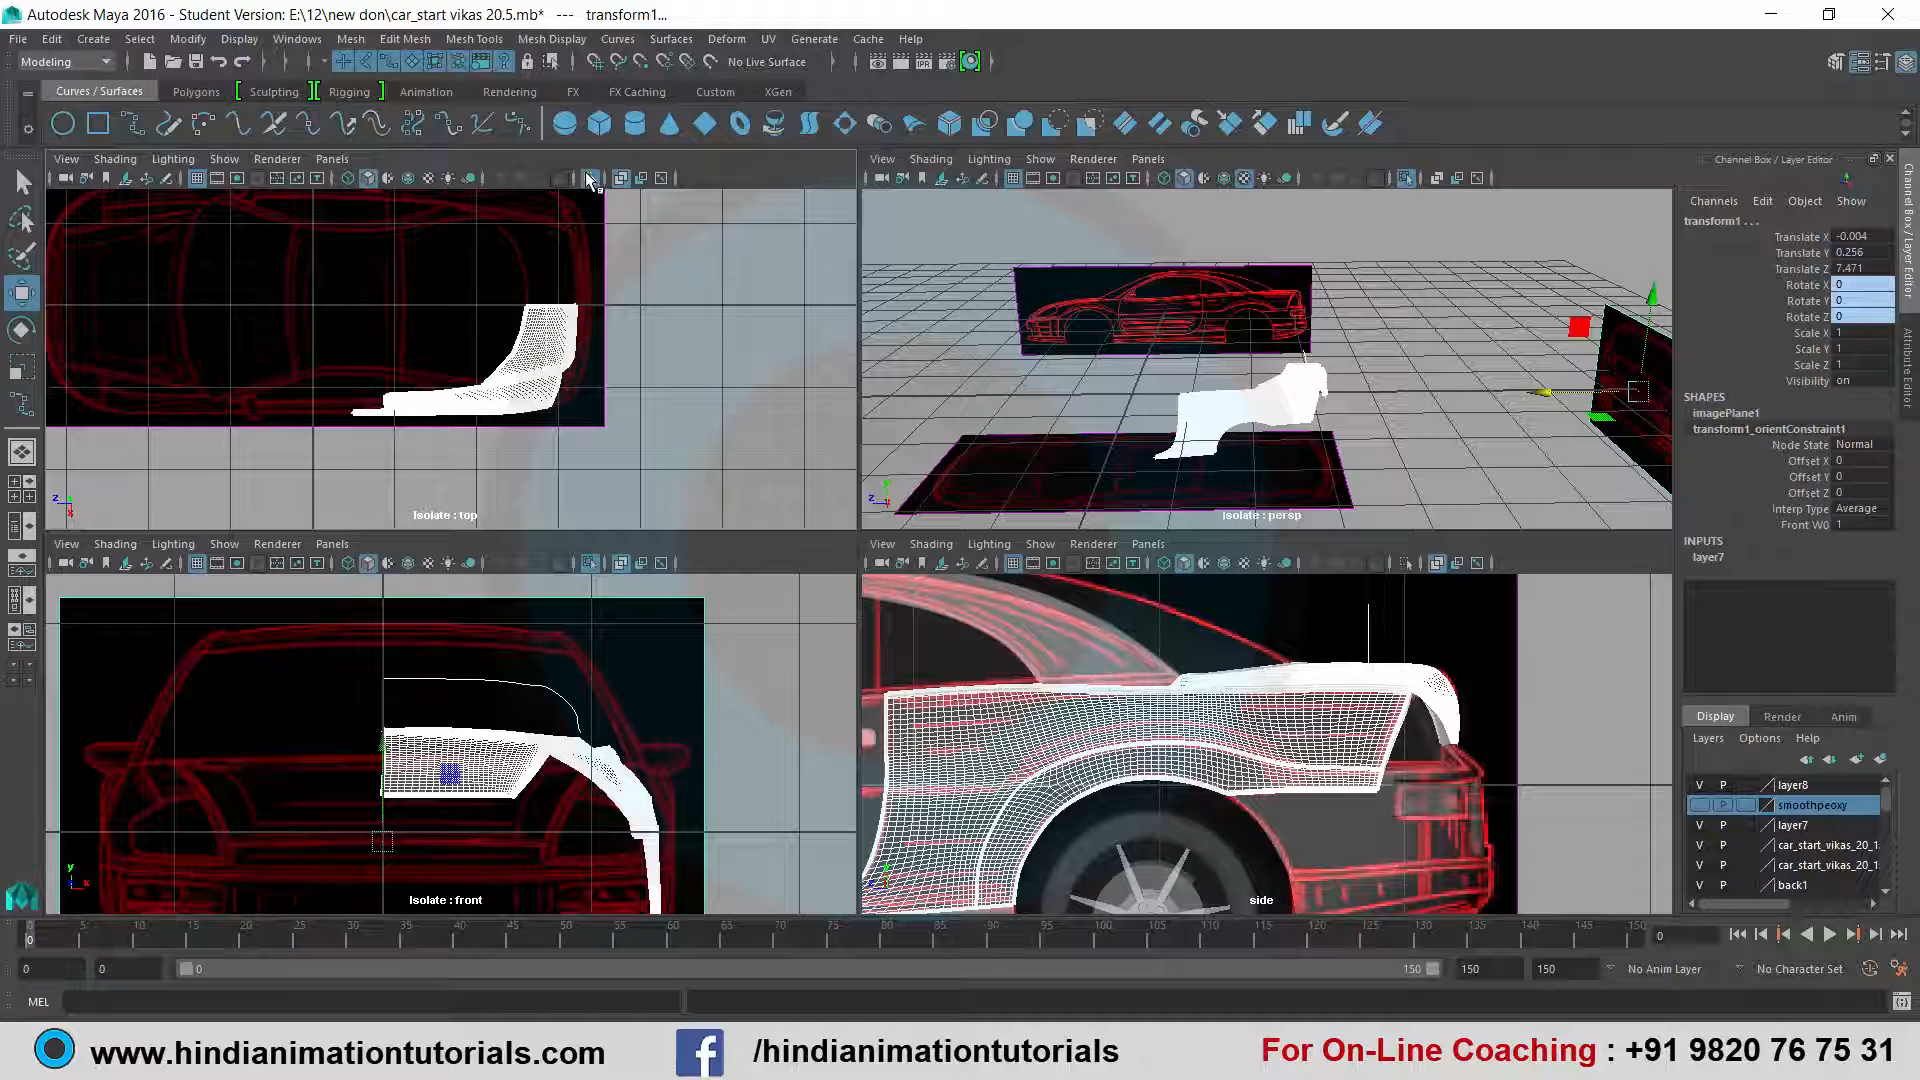 Autodesk Maya 2016 - Student Version: E:\12\new don\car_start vikas 20.5.mb*   ---   transform1...
File Edit Create Select Modify Display Windows Mesh Edit Mesh Mesh Tools Mesh Display Curves Surfaces Deform UV Generate Cache Help
Modeling No Live Surface
Curves / Surfaces Polygons Sculpting Rigging Animation Rendering FX FX Caching Custom XGen
View Shading Lighting Show Renderer Panels
View Shading Lighting Show Renderer Panels
Channel Box / Layer Editor
Channels Edit Object Show
transform1 . . .
Translate X -0.004
Translate Y 0.256
Translate Z 7.471
Rotate X 0
Rotate Y 0
Rotate Z 0
Scale X 1
Scale Y 1
Scale Z 1
Visibility on
SHAPES
imagePlane1
transform1_orientConstraint1
Node State Normal
Offset X 0
Offset Y 0
Offset Z 0
Interp Type Average
Front W0 1
INPUTS
layer7
Channel Box / Layer Editor
Attribute Editor
Isolate : top
Isolate : persp
View Shading Lighting Show Renderer Panels
View Shading Lighting Show Renderer Panels
Isolate : front
side
Display Render Anim
Layers Options Help
V P layer8
P smoothpeoxy
V P layer7
V P car_start_vikas_20_1
V P car_start_vikas_20_1
V P back1
0 5 10 15 20 25 30 35 40 45 50 55 60 65 70 75 80 85 90 95 100 105 110 115 120 125 130 135 140 145 150
0 0
0 0 0 150 150 150 No Anim Layer No Character Set
MEL
www.hindianimationtutorials.com
f /hindianimationtutorials
For On-Line Coaching : +91 9820 76 75 31